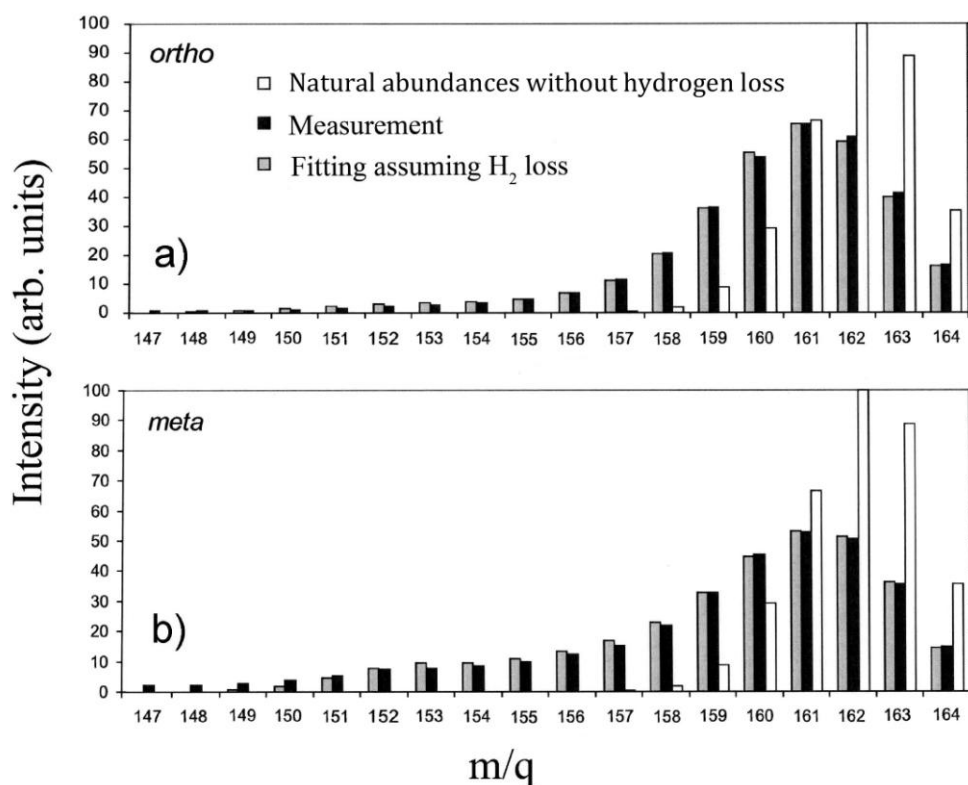 100
90
80
70
60
50
40
30
20
10
0
ortho
Natural abundances without hydrogen loss
Measurement
Fitting assuming H₂ loss
a)
147 148 149 150 151 152 153 154 155 156 157 158 159 160 161 162 163 164
Intensity (arb. units)
100
90
80
70
60
50
40
30
20
10
0
meta
b)
147 148 149 150 151 152 153 154 155 156 157 158 159 160 161 162 163 164
m/q